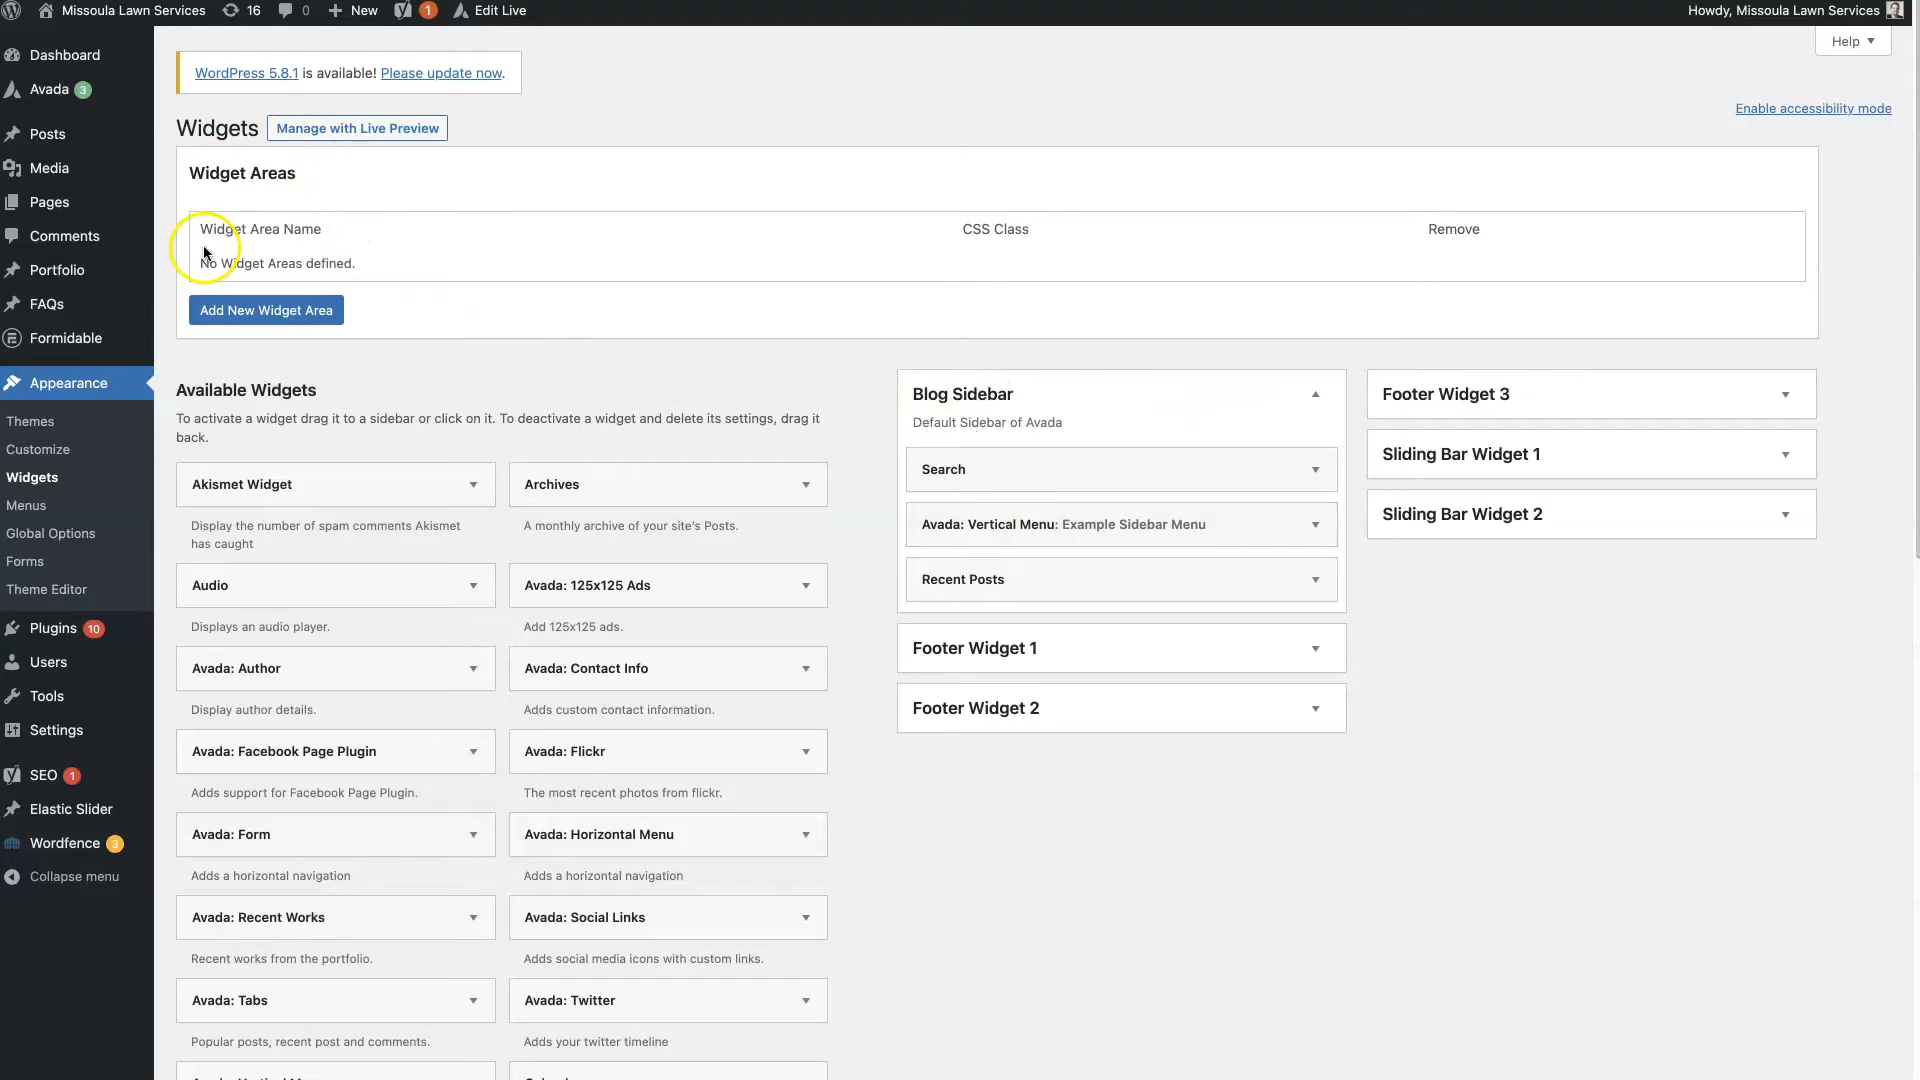 Missoula Lawn Services 16 0 New 1 Edit Live Howdy, Missoula Lawn Services
Help
Dashboard
Avada 3
Posts
Media
Pages
Comments
Portfolio
FAQs
Formidable
Appearance
Themes
Customize
Widgets
Menus
Global Options
Forms
Theme Editor
Plugins 10
Users
Tools
Settings
SEO 1
Elastic Slider
Wordfence 3
Collapse menu
WordPress 5.8.1 is available! Please update now.
Enable accessibility mode
Widgets Manage with Live Preview
Widget Areas
Widget Area Name CSS Class Remove
No Widget Areas defined.
Add New Widget Area
Available Widgets
To activate a widget drag it to a sidebar or click on it. To deactivate a widget and delete its settings, drag it
back.
Akismet Widget
Display the number of spam comments Akismet
has caught
Archives
A monthly archive of your site's Posts.
Audio
Displays an audio player.
Avada: 125x125 Ads
Add 125x125 ads.
Avada: Author
Display author details.
Avada: Contact Info
Adds custom contact information.
Avada: Facebook Page Plugin
Adds support for Facebook Page Plugin.
Avada: Flickr
The most recent photos from flickr.
Avada: Form
Adds a horizontal navigation
Avada: Horizontal Menu
Adds a horizontal navigation
Avada: Recent Works
Recent works from the portfolio.
Avada: Social Links
Adds social media icons with custom links.
Avada: Tabs
Popular posts, recent post and comments.
Avada: Twitter
Adds your twitter timeline
Blog Sidebar
Default Sidebar of Avada
Search
Avada: Vertical Menu: Example Sidebar Menu
Recent Posts
Footer Widget 1
Footer Widget 2
Footer Widget 3
Sliding Bar Widget 1
Sliding Bar Widget 2